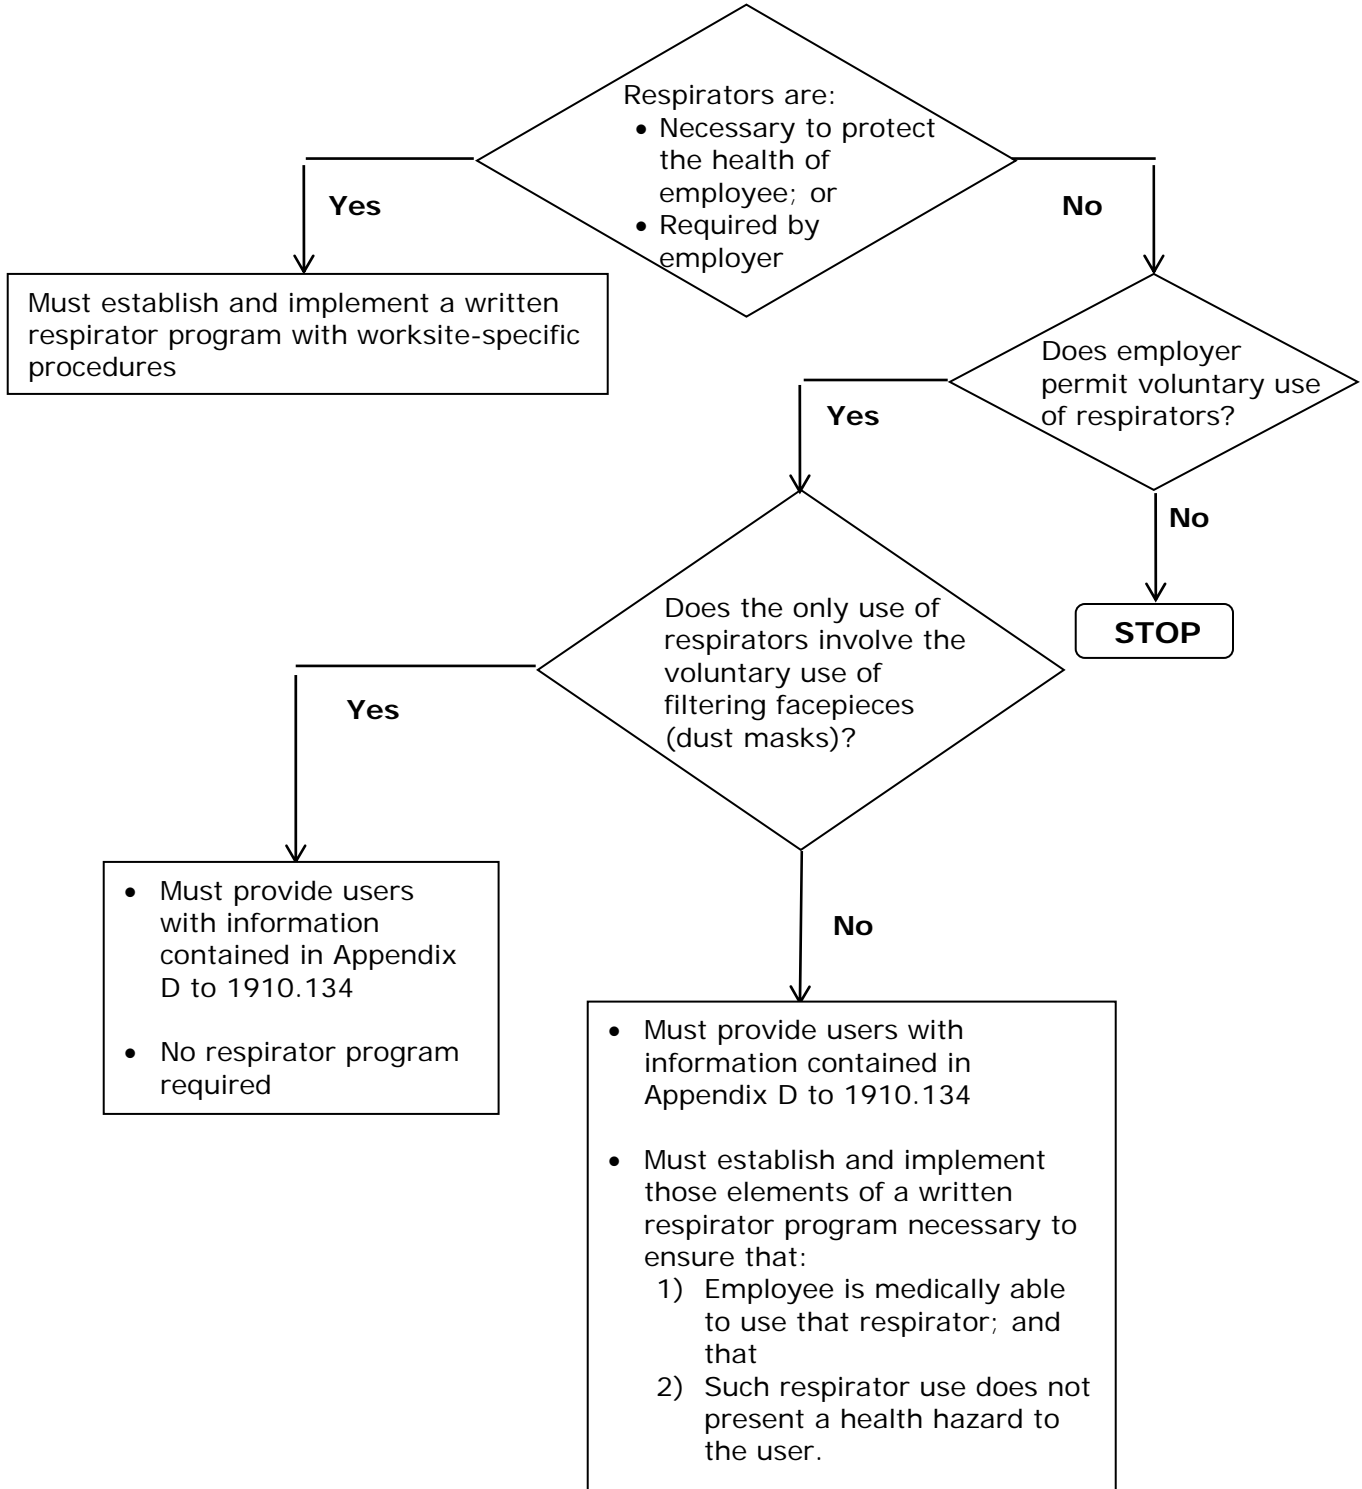 Respirators are:
• Necessary to protect
the health of
employee; or
• Required by
employer
Yes
No
Must establish and implement a written
respirator program with worksite-specific
procedures
Does employer
permit voluntary use
of respirators?
Yes
No
STOP
Does the only use of
respirators involve the
voluntary use of
filtering facepieces
(dust masks)?
Yes
No
• Must provide users
with information
contained in Appendix
D to 1910.134
• No respirator program
required
• Must provide users with
information contained in
Appendix D to 1910.134
• Must establish and implement
those elements of a written
respirator program necessary to
ensure that:
1) Employee is medically able
to use that respirator; and
that
2) Such respirator use does not
present a health hazard to
the user.